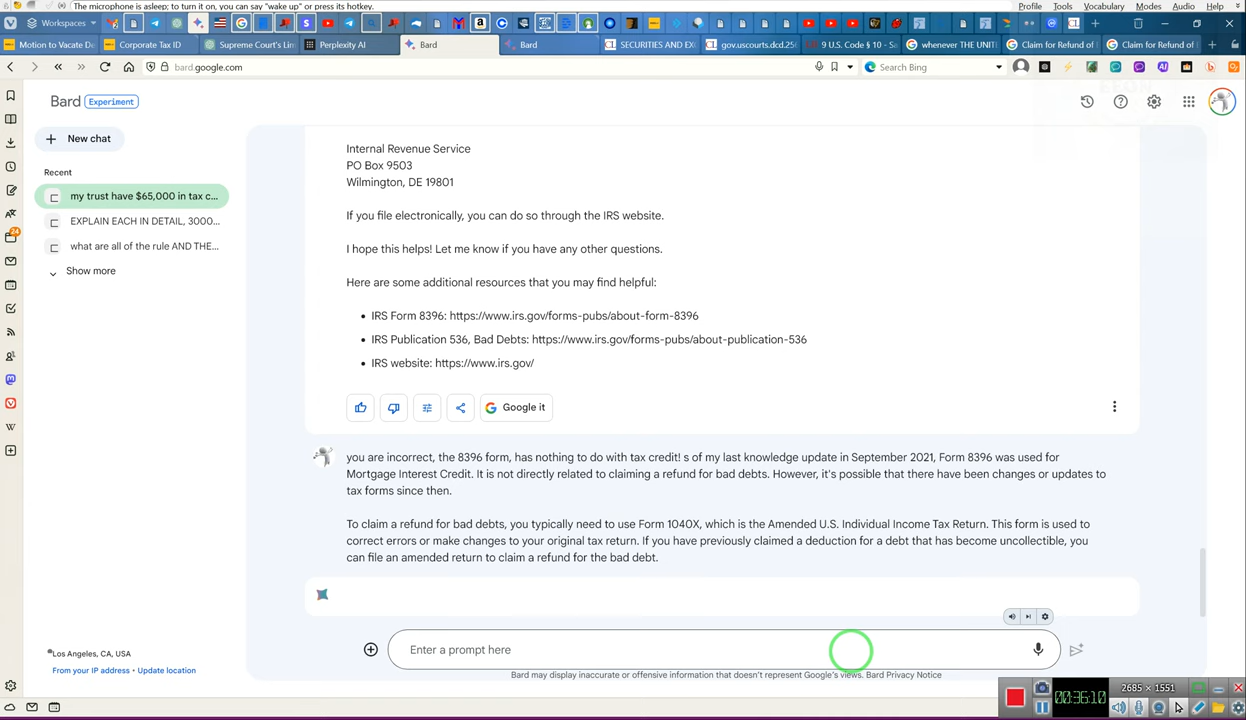 The microphone is asleep; to turn it on, you can say "wake up" or press its hotkey.
Profile Tools Vocabulary Modes Audio Help
Workspaces
Motion to Vacate De
Corporate Tax ID
Supreme Court's Lin
Perplexity AI
Bard
Bard
SECURITIES AND EX
gov.uscourts.dcd.256
9 U.S. Code § 10 - S
whenever THE UNIT
Claim for Refund of
Claim for Refund of
bard.google.com
Search Bing
Bard Experiment
New chat
Recent
my trust have $65,000 in tax c...
EXPLAIN EACH IN DETAIL, 3000...
what are all of the rule AND THE...
Show more
24
Internal Revenue Service
PO Box 9503
Wilmington, DE 19801
If you file electronically, you can do so through the IRS website.
I hope this helps! Let me know if you have any other questions.
Here are some additional resources that you may find helpful:
• IRS Form 8396: https://www.irs.gov/forms-pubs/about-form-8396
• IRS Publication 536, Bad Debts: https://www.irs.gov/forms-pubs/about-publication-536
• IRS website: https://www.irs.gov/
Google it
you are incorrect, the 8396 form, has nothing to do with tax credit! s of my last knowledge update in September 2021, Form 8396 was used for
Mortgage Interest Credit. It is not directly related to claiming a refund for bad debts. However, it's possible that there have been changes or updates to
tax forms since then.
To claim a refund for bad debts, you typically need to use Form 1040X, which is the Amended U.S. Individual Income Tax Return. This form is used to
correct errors or make changes to your original tax return. If you have previously claimed a deduction for a debt that has become uncollectible, you
can file an amended return to claim a refund for the bad debt.
Enter a prompt here
Los Angeles, CA, USA
From your IP address • Update location
Bard may display inaccurate or offensive information that doesn't represent Google's views. Bard Privacy Notice
00:36:10
2685 x 1551